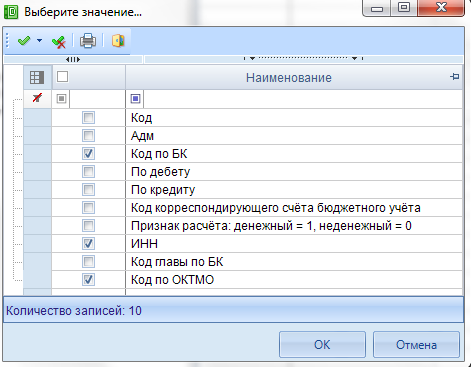 Выберите значение...
Наименование
Код
Адм
Код по БК
По дебету
По кредиту
Код корреспондирующего счёта бюджетного учёта
Признак расчёта: денежный = 1, неденежный = 0
ИНН
Код главы по БК
Код по ОКТМО
Количество записей: 10
ОК
Отмена